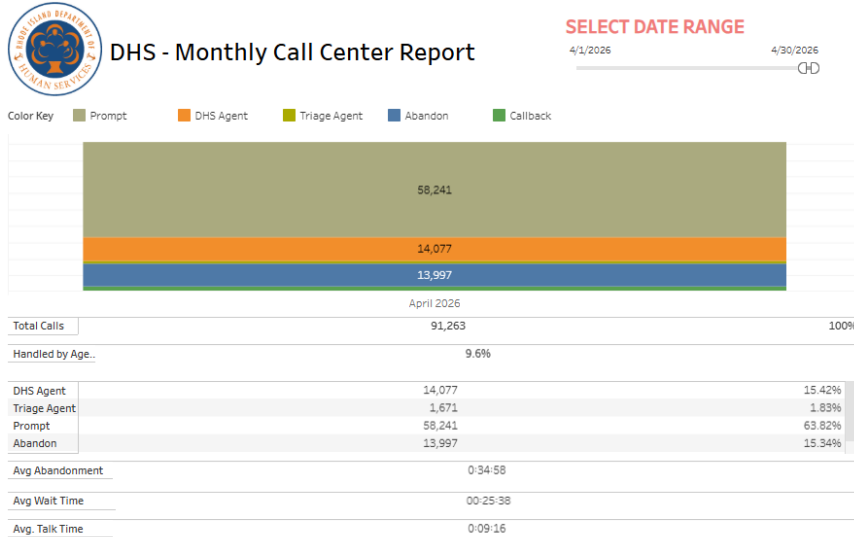 RHODE ISLAND DEPARTMENT OF
HUMAN SERVICES
DHS - Monthly Call Center Report
SELECT DATE RANGE
4/1/2026 4/30/2026
Color Key Prompt DHS Agent Triage Agent Abandon Callback
58,241
14,077
13,997
April 2026
Total Calls 91,263 100%
Handled by Age.. 9.6%
DHS Agent 14,077 15.42%
Triage Agent 1,671 1.83%
Prompt 58,241 63.82%
Abandon 13,997 15.34%
Avg Abandonment 0:34:58
Avg Wait Time 00:25:38
Avg. Talk Time 0:09:16